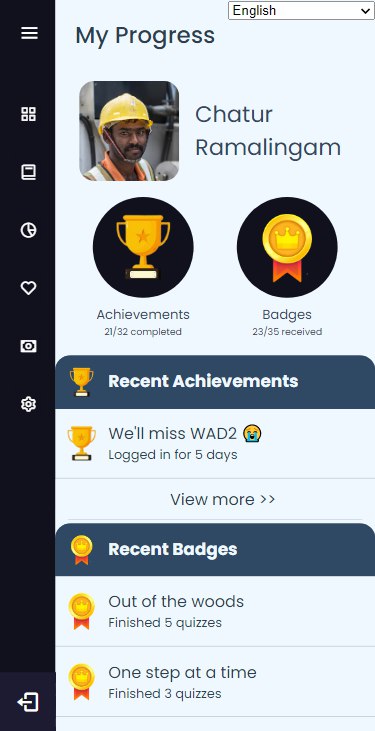 English
My Progress
Chatur
Ramalingam
Achievements
21/32 completed
Badges
23/35 received
Recent Achievements
We'll miss WAD2 😭
Logged in for 5 days
View more >>
Recent Badges
Out of the woods
Finished 5 quizzes
One step at a time
Finished 3 quizzes